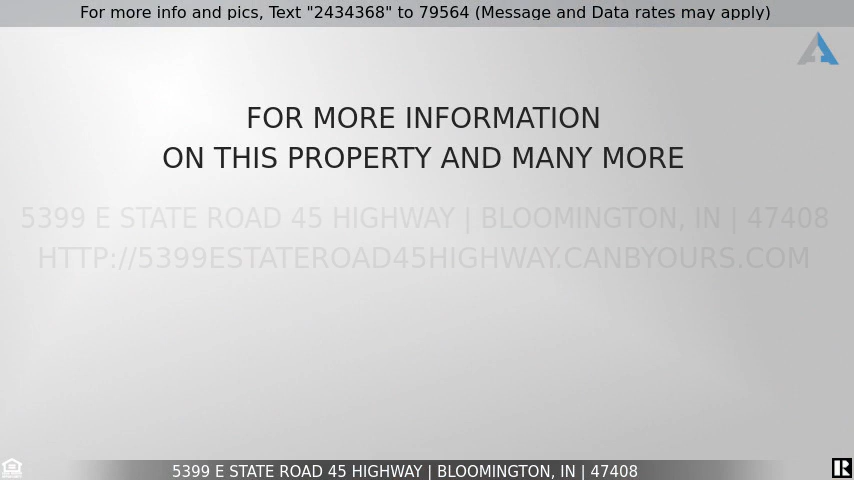 For more info and pics, Text "2434368" to 79564 (Message and Data rates may apply)
FOR MORE INFORMATION
ON THIS PROPERTY AND MANY MORE
5399 E STATE ROAD 45 HIGHWAY | BLOOMINGTON, IN | 47408
HTTP://5399ESTATEROAD45HIGHWAY.CANBYOURS.COM
5399 E STATE ROAD 45 HIGHWAY | BLOOMINGTON, IN | 47408